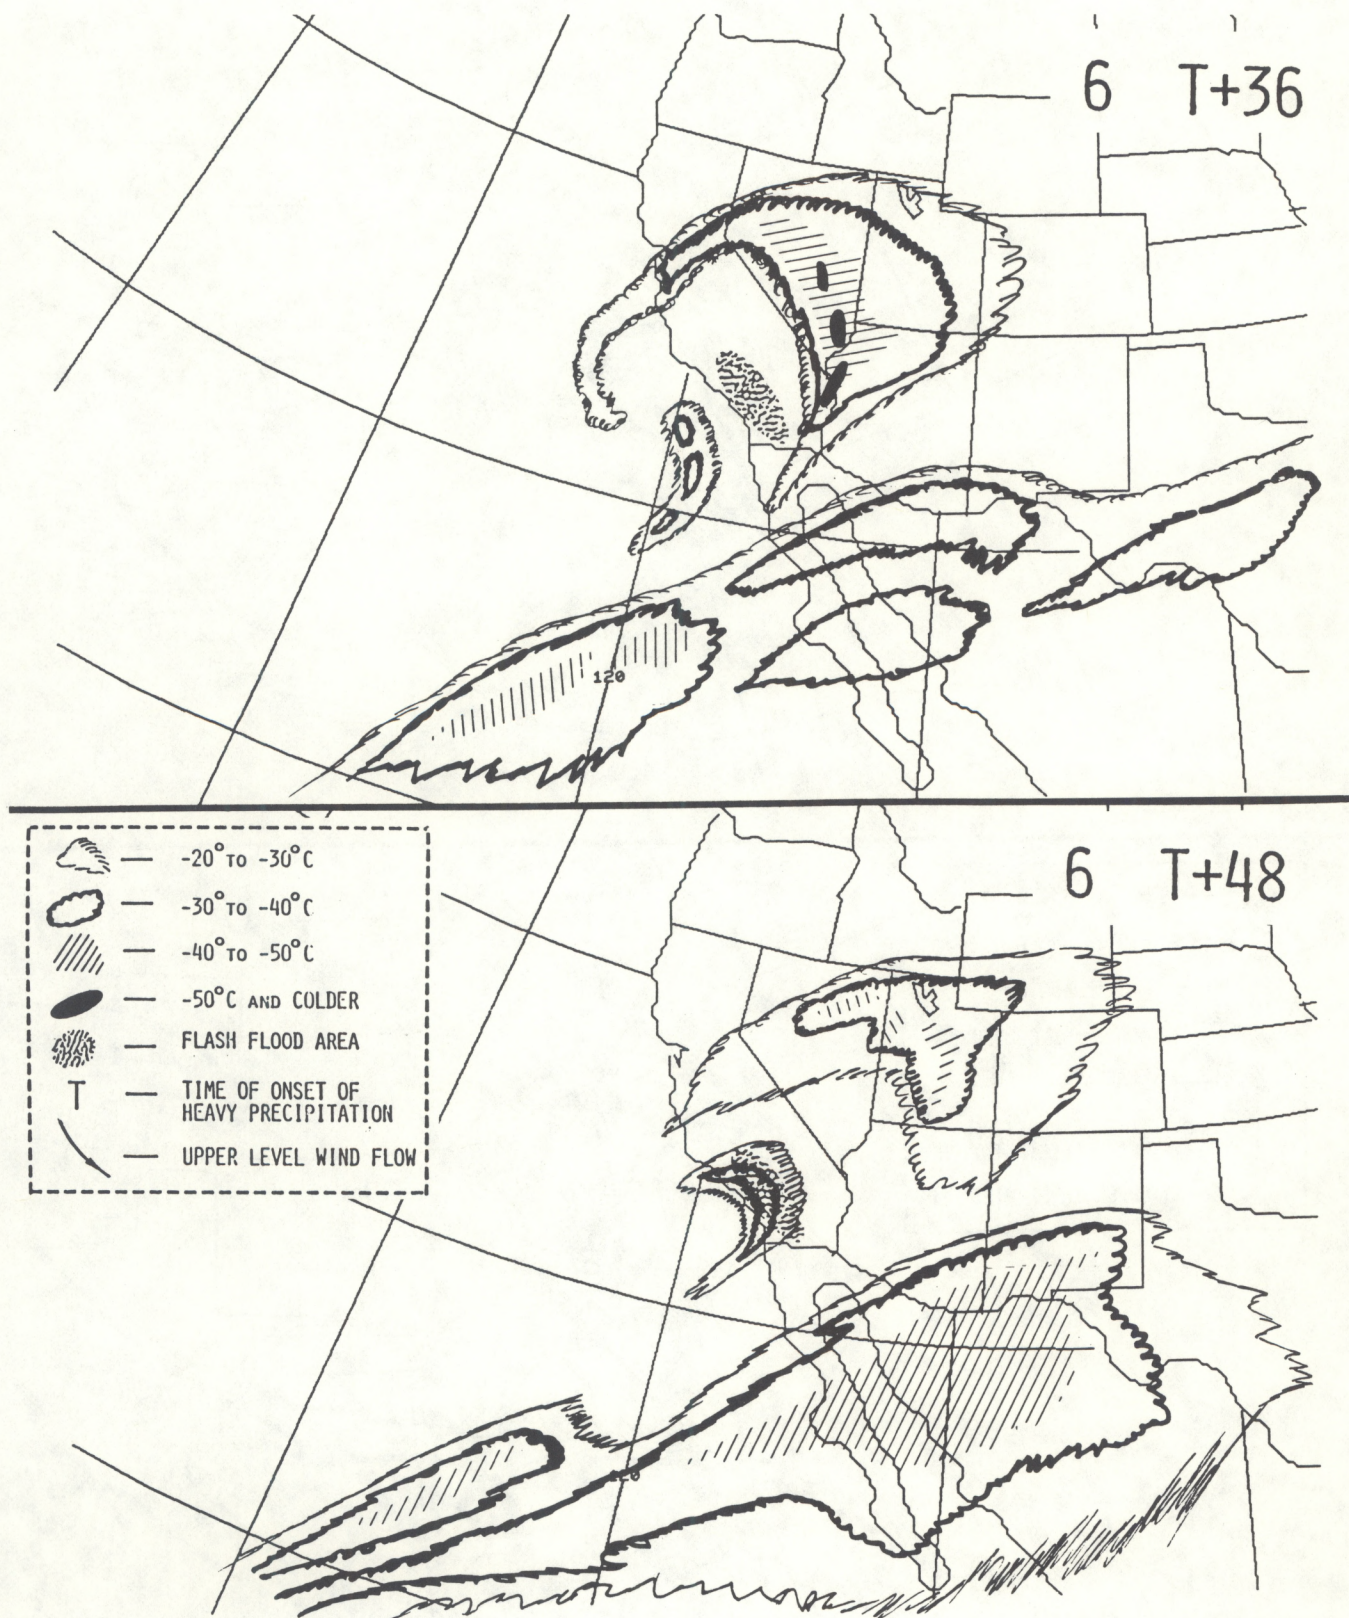 6 T+36
120
6 T+48
-20° TO -30°C
-30° TO -40°C
-40° TO -50°C
-50°C AND COLDER
FLASH FLOOD AREA
T — TIME OF ONSET OF
HEAVY PRECIPITATION
UPPER LEVEL WIND FLOW
120